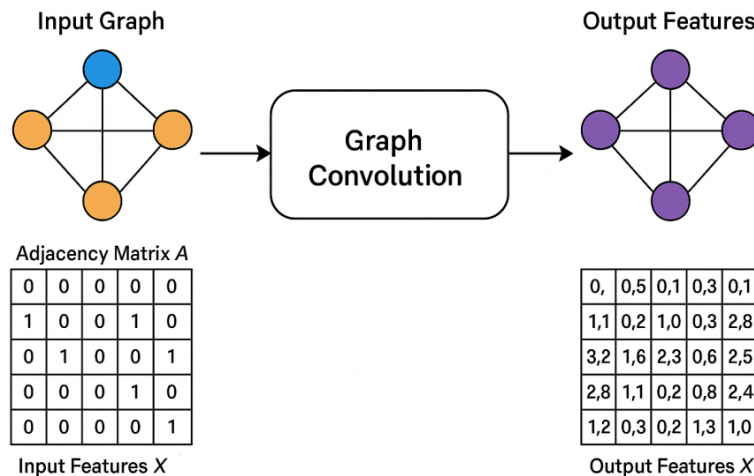 Input Graph
Output Features
Graph
Convolution
Adjacency Matrix A
0 0 0 0 0
1 0 0 1 0
0 1 0 0 1
0 0 0 1 0
0 0 0 0 1
Input Features X
0, 0,5 0,1 0,3 0,1
1,1 0,2 1,0 0,3 2,8
3,2 1,6 2,3 0,6 2,5
2,8 1,1 0,2 0,8 2,4
1,2 0,3 0,2 1,3 1,0
Output Features X